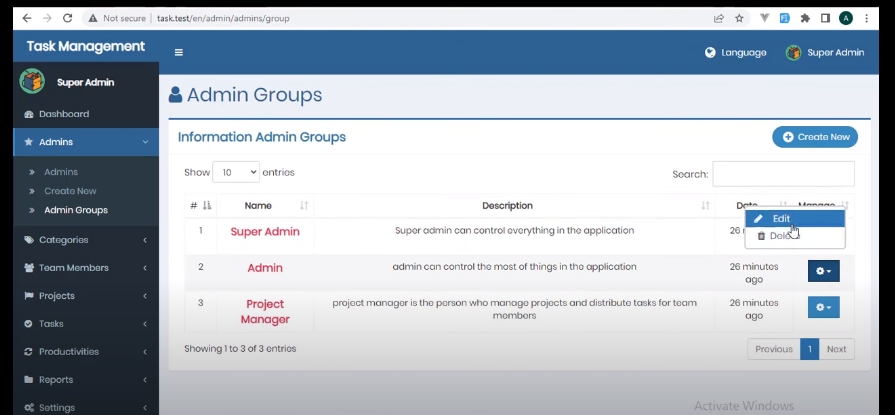 Not secure | task.test/en/admin/admins/group
A
Task Management
Language
Super Admin
Super Admin
Dashboard
Admins
Admins
Create New
Admin Groups
Categories
Team Members
Projects
Tasks
Productivities
Reports
Settings
Admin Groups
Information Admin Groups
Create New
Show 10 entries
Search:
# Name Description Date Manage
1 Super Admin Super admin can control everything in the application 26
Edit
Delete
2 Admin admin can control the most of things in the application 26 minutes
ago
3 Project project manager is the person who manage projects and distribute tasks for team 26 minutes
Manager members ago
Showing 1 to 3 of 3 entries
Previous 1 Next
Activate Windows